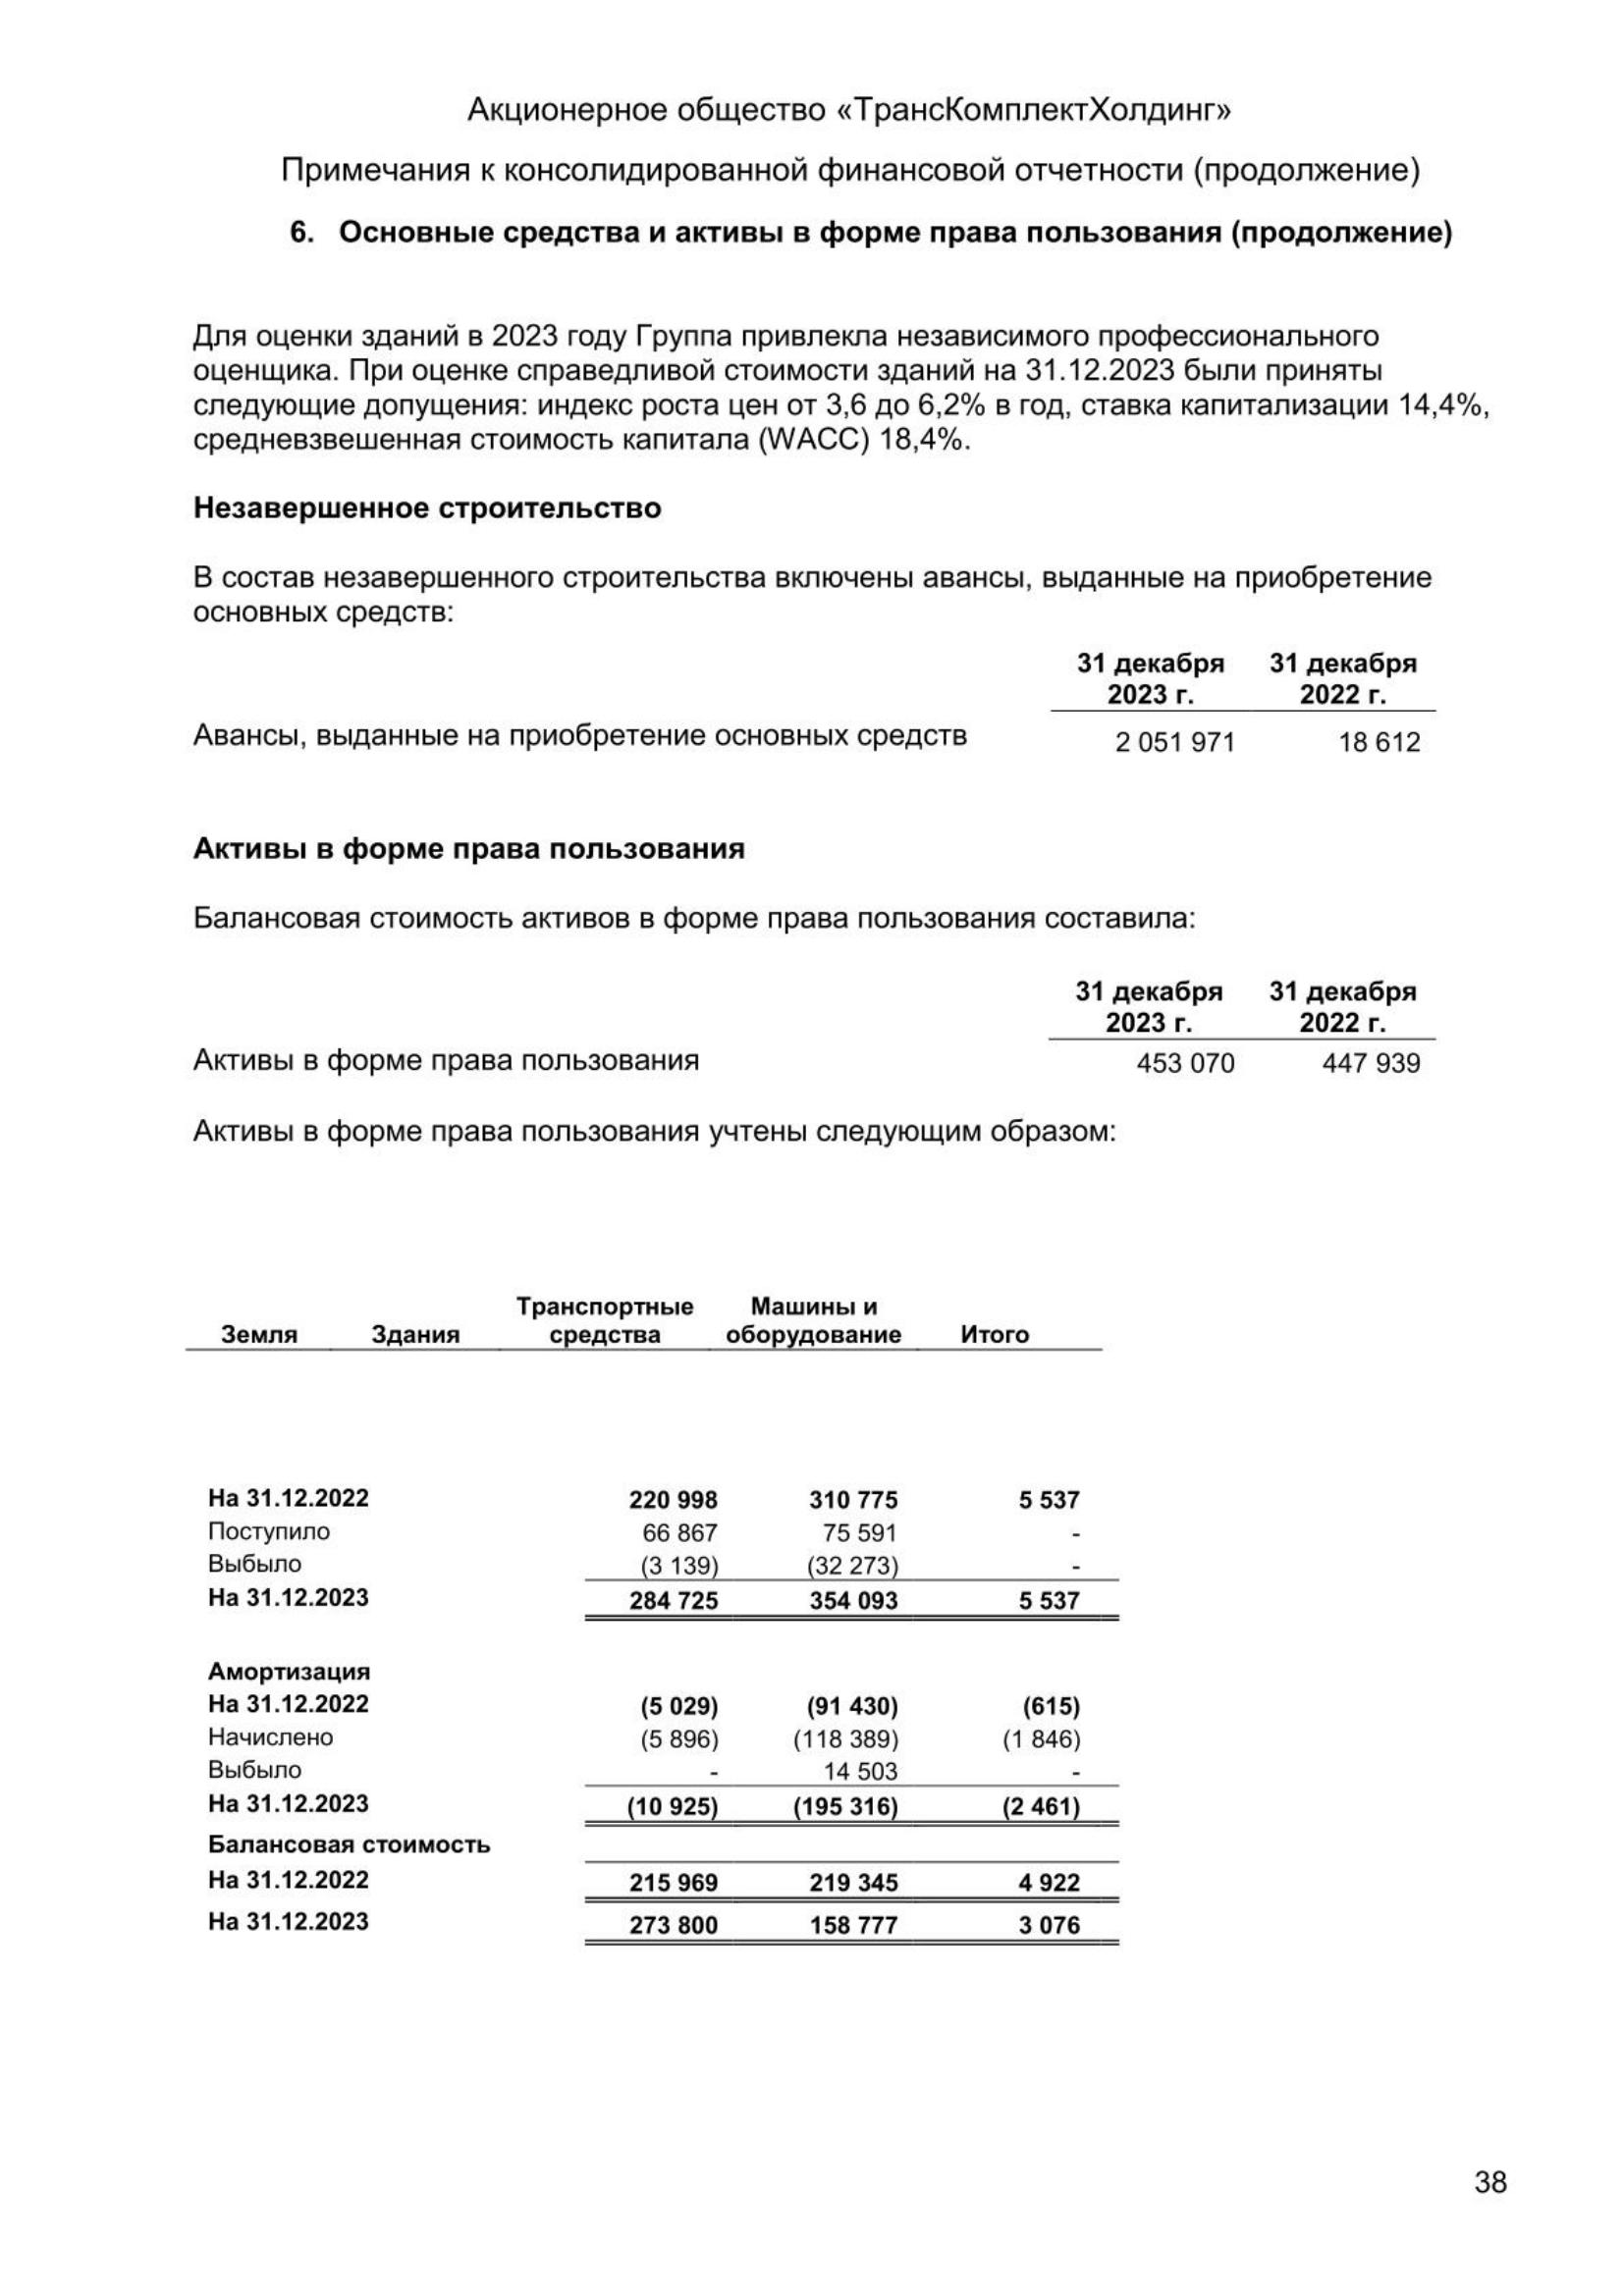 Акционерное общество «ТрансКомплектХолдинг»
Примечания к консолидированной финансовой отчетности (продолжение)
6. Основные средства и активы в форме права пользования (продолжение)
Для оценки зданий в 2023 году Группа привлекла независимого профессионального
оценщика. При оценке справедливой стоимости зданий на 31.12.2023 были приняты
следующие допущения: индекс роста цен от 3,6 до 6,2% в год, ставка капитализации 14,4%,
средневзвешенная стоимость капитала (WACC) 18,4%.
Незавершенное строительство
В состав незавершенного строительства включены авансы, выданные на приобретение
основных средств:
31 декабря 31 декабря
2023 г. 2022 г.
Авансы, выданные на приобретение основных средств 2 051 971 18 612
Активы в форме права пользования
Балансовая стоимость активов в форме права пользования составила:
31 декабря 31 декабря
2023 г. 2022 г.
Активы в форме права пользования 453 070 447 939
Активы в форме права пользования учтены следующим образом:
Транспортные Машины и
Земля Здания средства оборудование Итого
На 31.12.2022 220 998 310 775 5 537
Поступило 66 867 75 591 -
Выбыло (3 139) (32 273) -
На 31.12.2023 284 725 354 093 5 537
Амортизация
На 31.12.2022 (5 029) (91 430) (615)
Начислено (5 896) (118 389) (1 846)
Выбыло - 14 503 -
На 31.12.2023 (10 925) (195 316) (2 461)
Балансовая стоимость
На 31.12.2022 215 969 219 345 4 922
На 31.12.2023 273 800 158 777 3 076
38